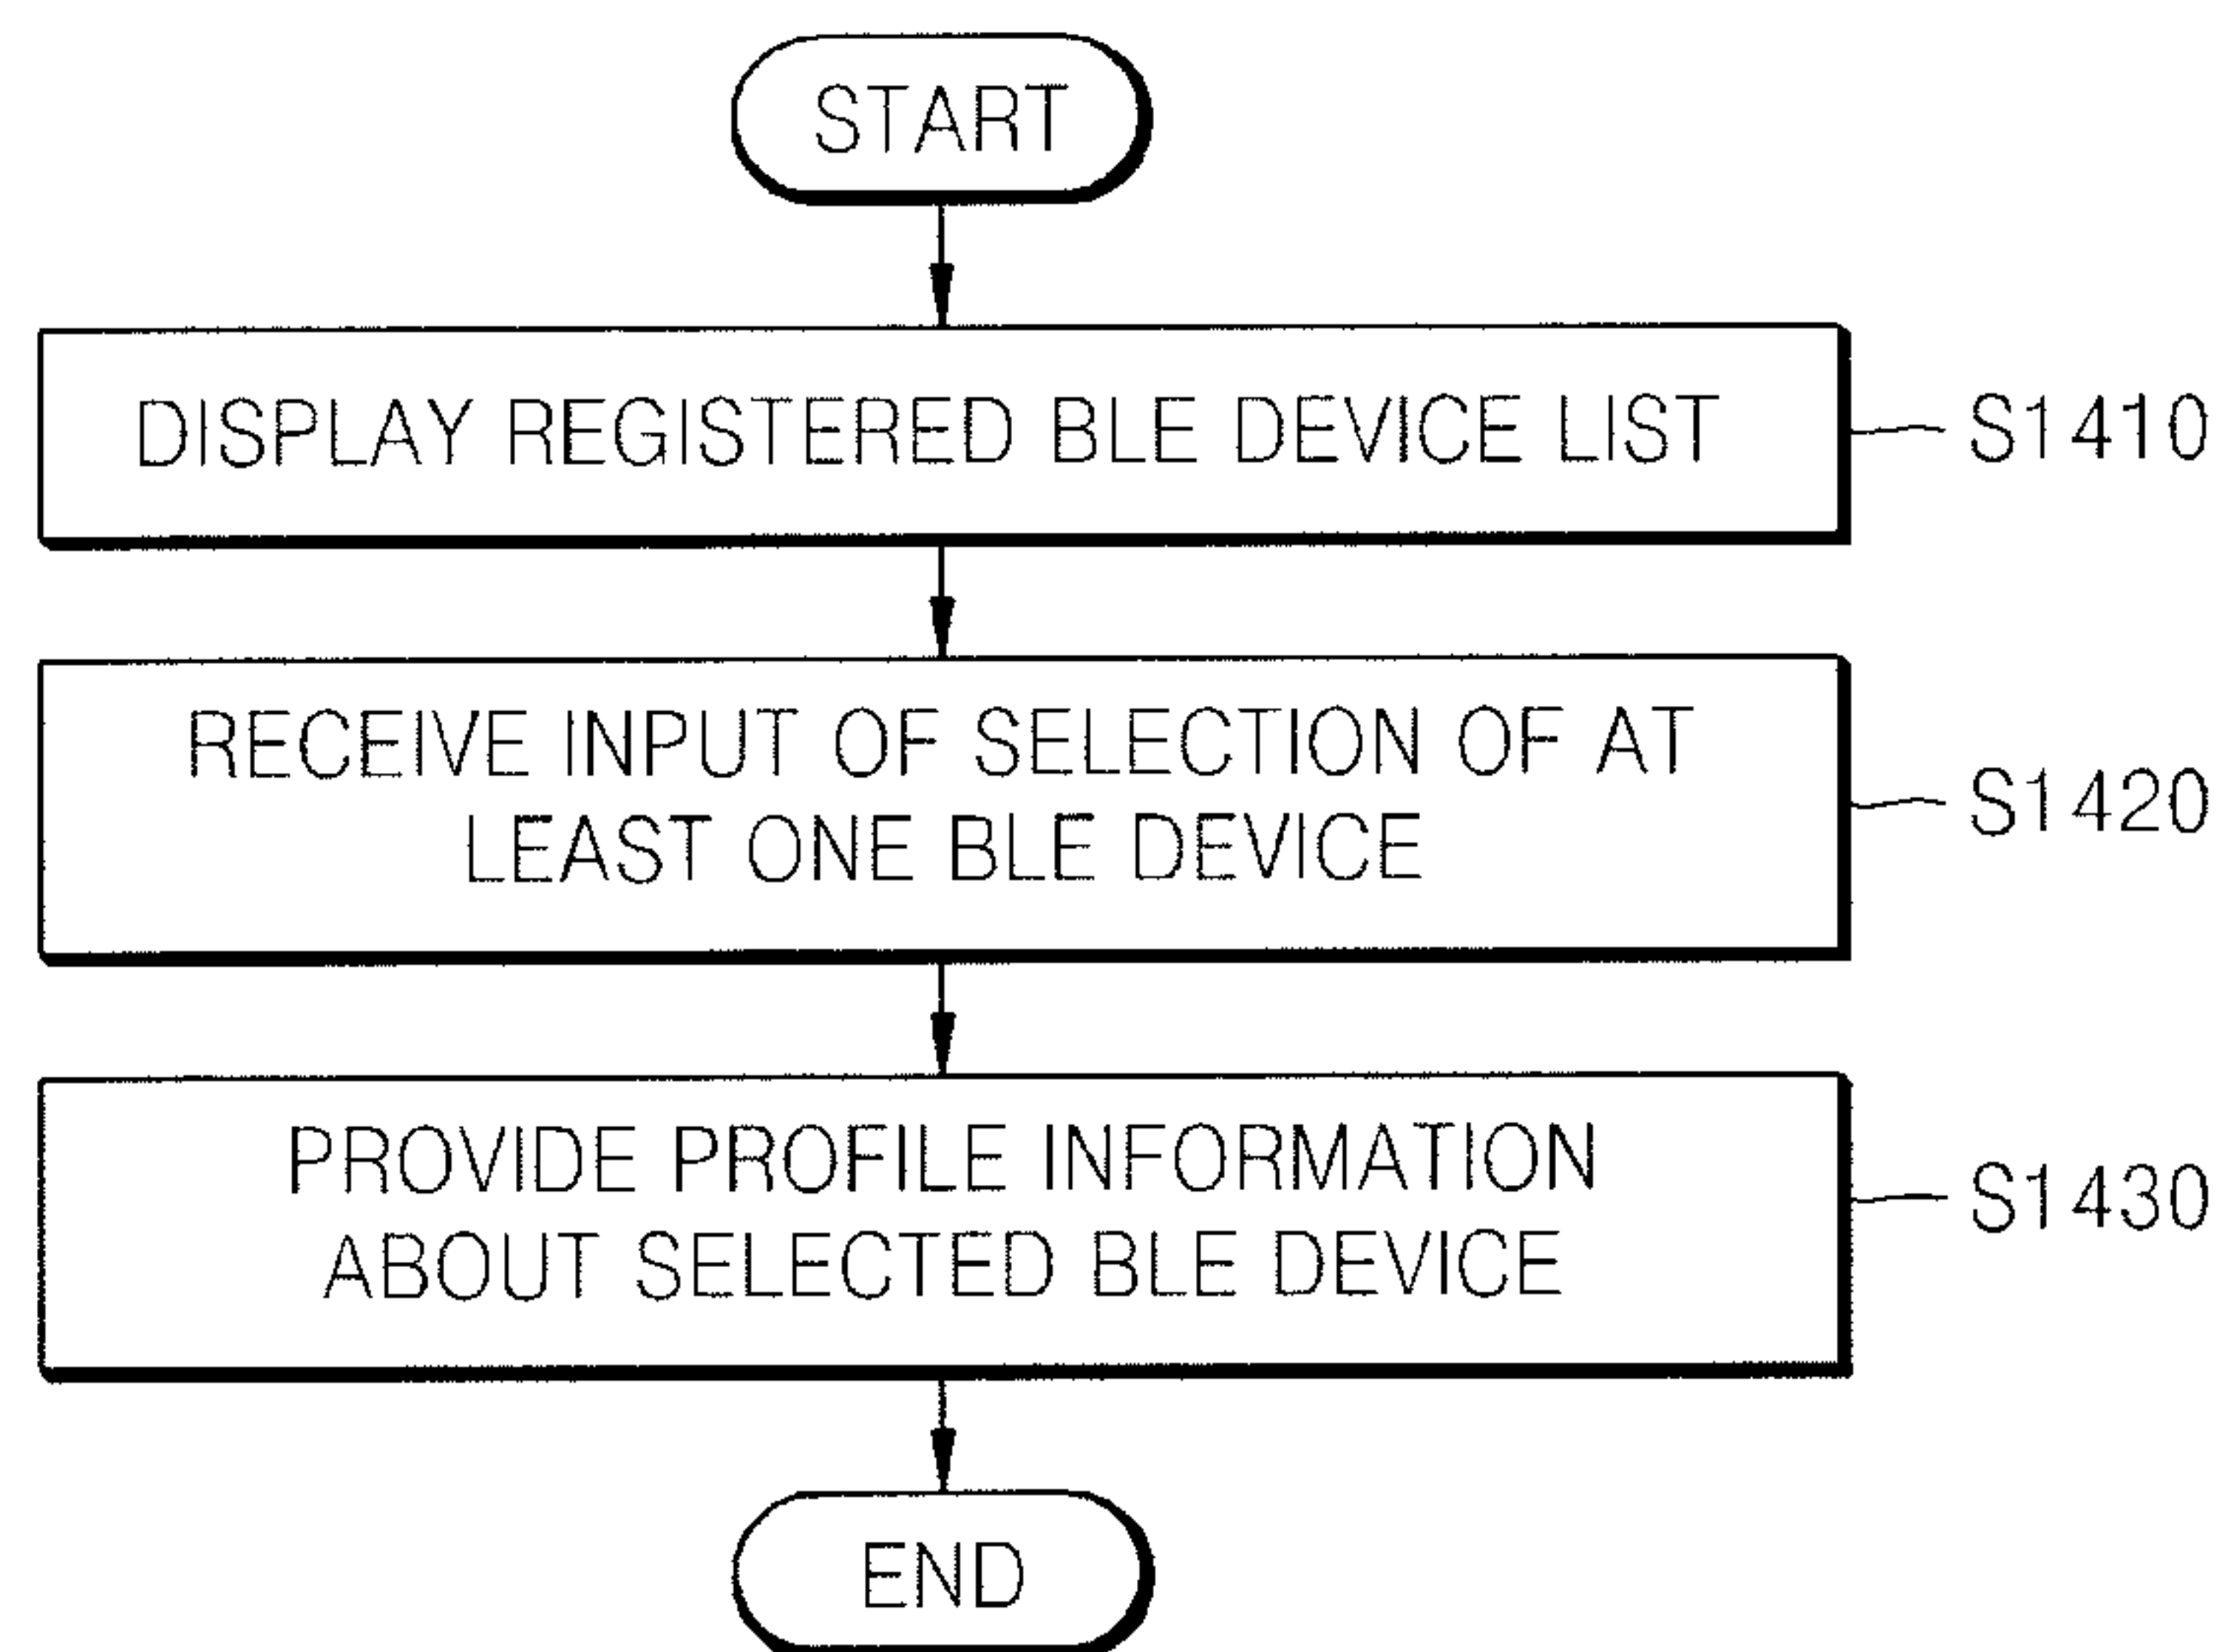 START
DISPLAY REGISTERED BLE DEVICE LIST
S1410
RECEIVE INPUT OF SELECTION OF AT
LEAST ONE BLE DEVICE
S1420
PROVIDE PROFILE INFORMATION
ABOUT SELECTED BLE DEVICE
S1430
END